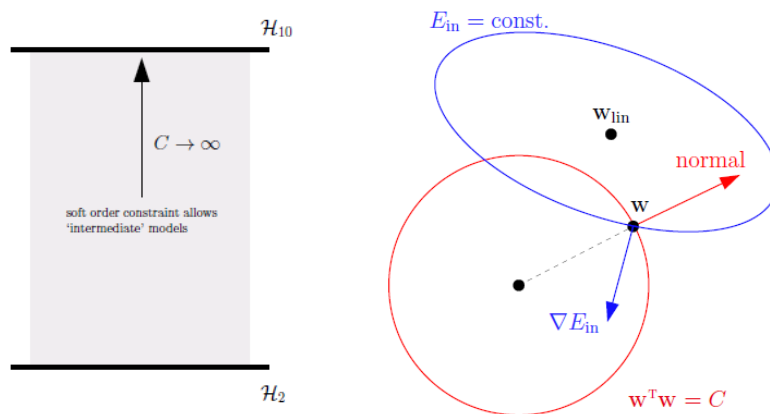 𝓗₁₀
C → ∞
soft order constraint allows
'intermediate' models
𝓗₂
E_in = const.
w_lin
normal
w
∇E_in
wᵀw = C